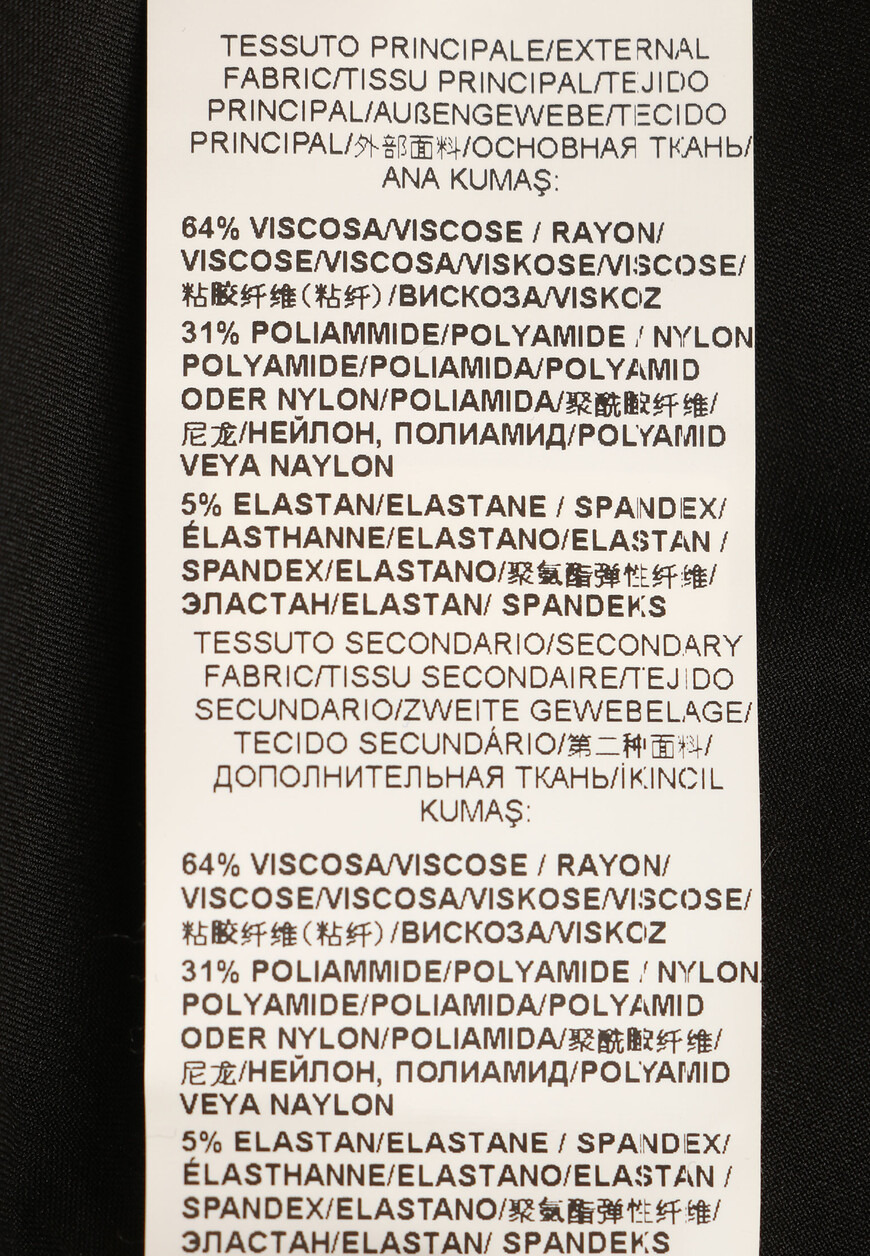 TESSUTO PRINCIPALE/EXTERNAL
FABRIC/TISSU PRINCIPAL/TEJIDO
PRINCIPAL/AUßENGEWEBE/TECIDO
PRINCIPAL/外部面料/ОСНОВНАЯ ТКАНЬ/
ANA KUMAŞ:
64% VISCOSA/VISCOSE / RAYON/
VISCOSE/VISCOSA/VISKOSE/VISCOSE/
粘胶纤维(粘纤)/ВИСКОЗА/VISKOZ
31% POLIAMMIDE/POLYAMIDE / NYLON
POLYAMIDE/POLIAMIDA/POLYAMID
ODER NYLON/POLIAMIDA/聚酰胺纤维/
尼龙/НЕЙЛОН, ПОЛИАМИД/POLYAMID
VEYA NAYLON
5% ELASTAN/ELASTANE / SPANDEX/
ÉLASTHANNE/ELASTANO/ELASTAN /
SPANDEX/ELASTANO/聚氨酯弹性纤维/
ЭЛАСТАН/ELASTAN/ SPANDEKS
TESSUTO SECONDARIO/SECONDARY
FABRIC/TISSU SECONDAIRE/TEJIDO
SECUNDARIO/ZWEITE GEWEBELAGE/
TECIDO SECUNDÁRIO/第二种面料/
ДОПОЛНИТЕЛЬНАЯ ТКАНЬ/İKINCIL
KUMAŞ:
64% VISCOSA/VISCOSE / RAYON/
VISCOSE/VISCOSA/VISKOSE/VISCOSE/
粘胶纤维(粘纤)/ВИСКОЗА/VISKOZ
31% POLIAMMIDE/POLYAMIDE / NYLON
POLYAMIDE/POLIAMIDA/POLYAMID
ODER NYLON/POLIAMIDA/聚酰胺纤维/
尼龙/НЕЙЛОН, ПОЛИАМИД/POLYAMID
VEYA NAYLON
5% ELASTAN/ELASTANE / SPANDEX/
ÉLASTHANNE/ELASTANO/ELASTAN /
SPANDEX/ELASTANO/聚氨酯弹性纤维/
ЭЛАСТАН/ELASTAN/ SPANDEKS